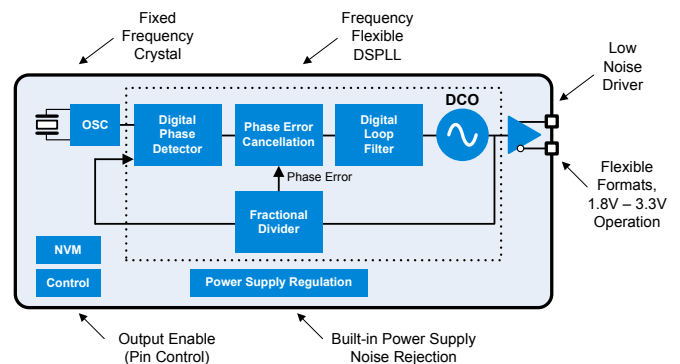 Fixed
Frequency
Crystal
Frequency
Flexible
DSPLL
Low
Noise
Driver
OSC
Digital
Phase
Detector
Phase Error
Cancellation
Digital
Loop
Filter
DCO
Phase Error
Fractional
Divider
Flexible
Formats,
1.8V – 3.3V
Operation
NVM
Control
Power Supply Regulation
Output Enable
(Pin Control)
Built-in Power Supply
Noise Rejection